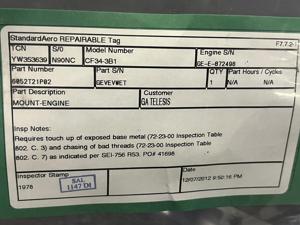 StandardAero REPAIRABLE Tag
F7.7.2-
TCN S/O Model Number Engine S/N
YW353639 N90NC CF34-3B1 GE-E-872498
Part Number Part S/N QTY Part Hours / Cycles
6052T21P02 GEVEVWET 1 N/A N/A
Part Description Customer
MOUNT-ENGINE GA TELESIS
Insp Notes:
Requires touch up of exposed base metal (72-23-00 Inspection Table
802. C. 3) and chasing of bad threads (72-23-00 Inspection Table
802. C. 7) as indicated per SEI-756 R53. PO# 41698
Inspector Stamp Date
1978 SAL 12/07/2012 9:50:16 PM
1147 DI